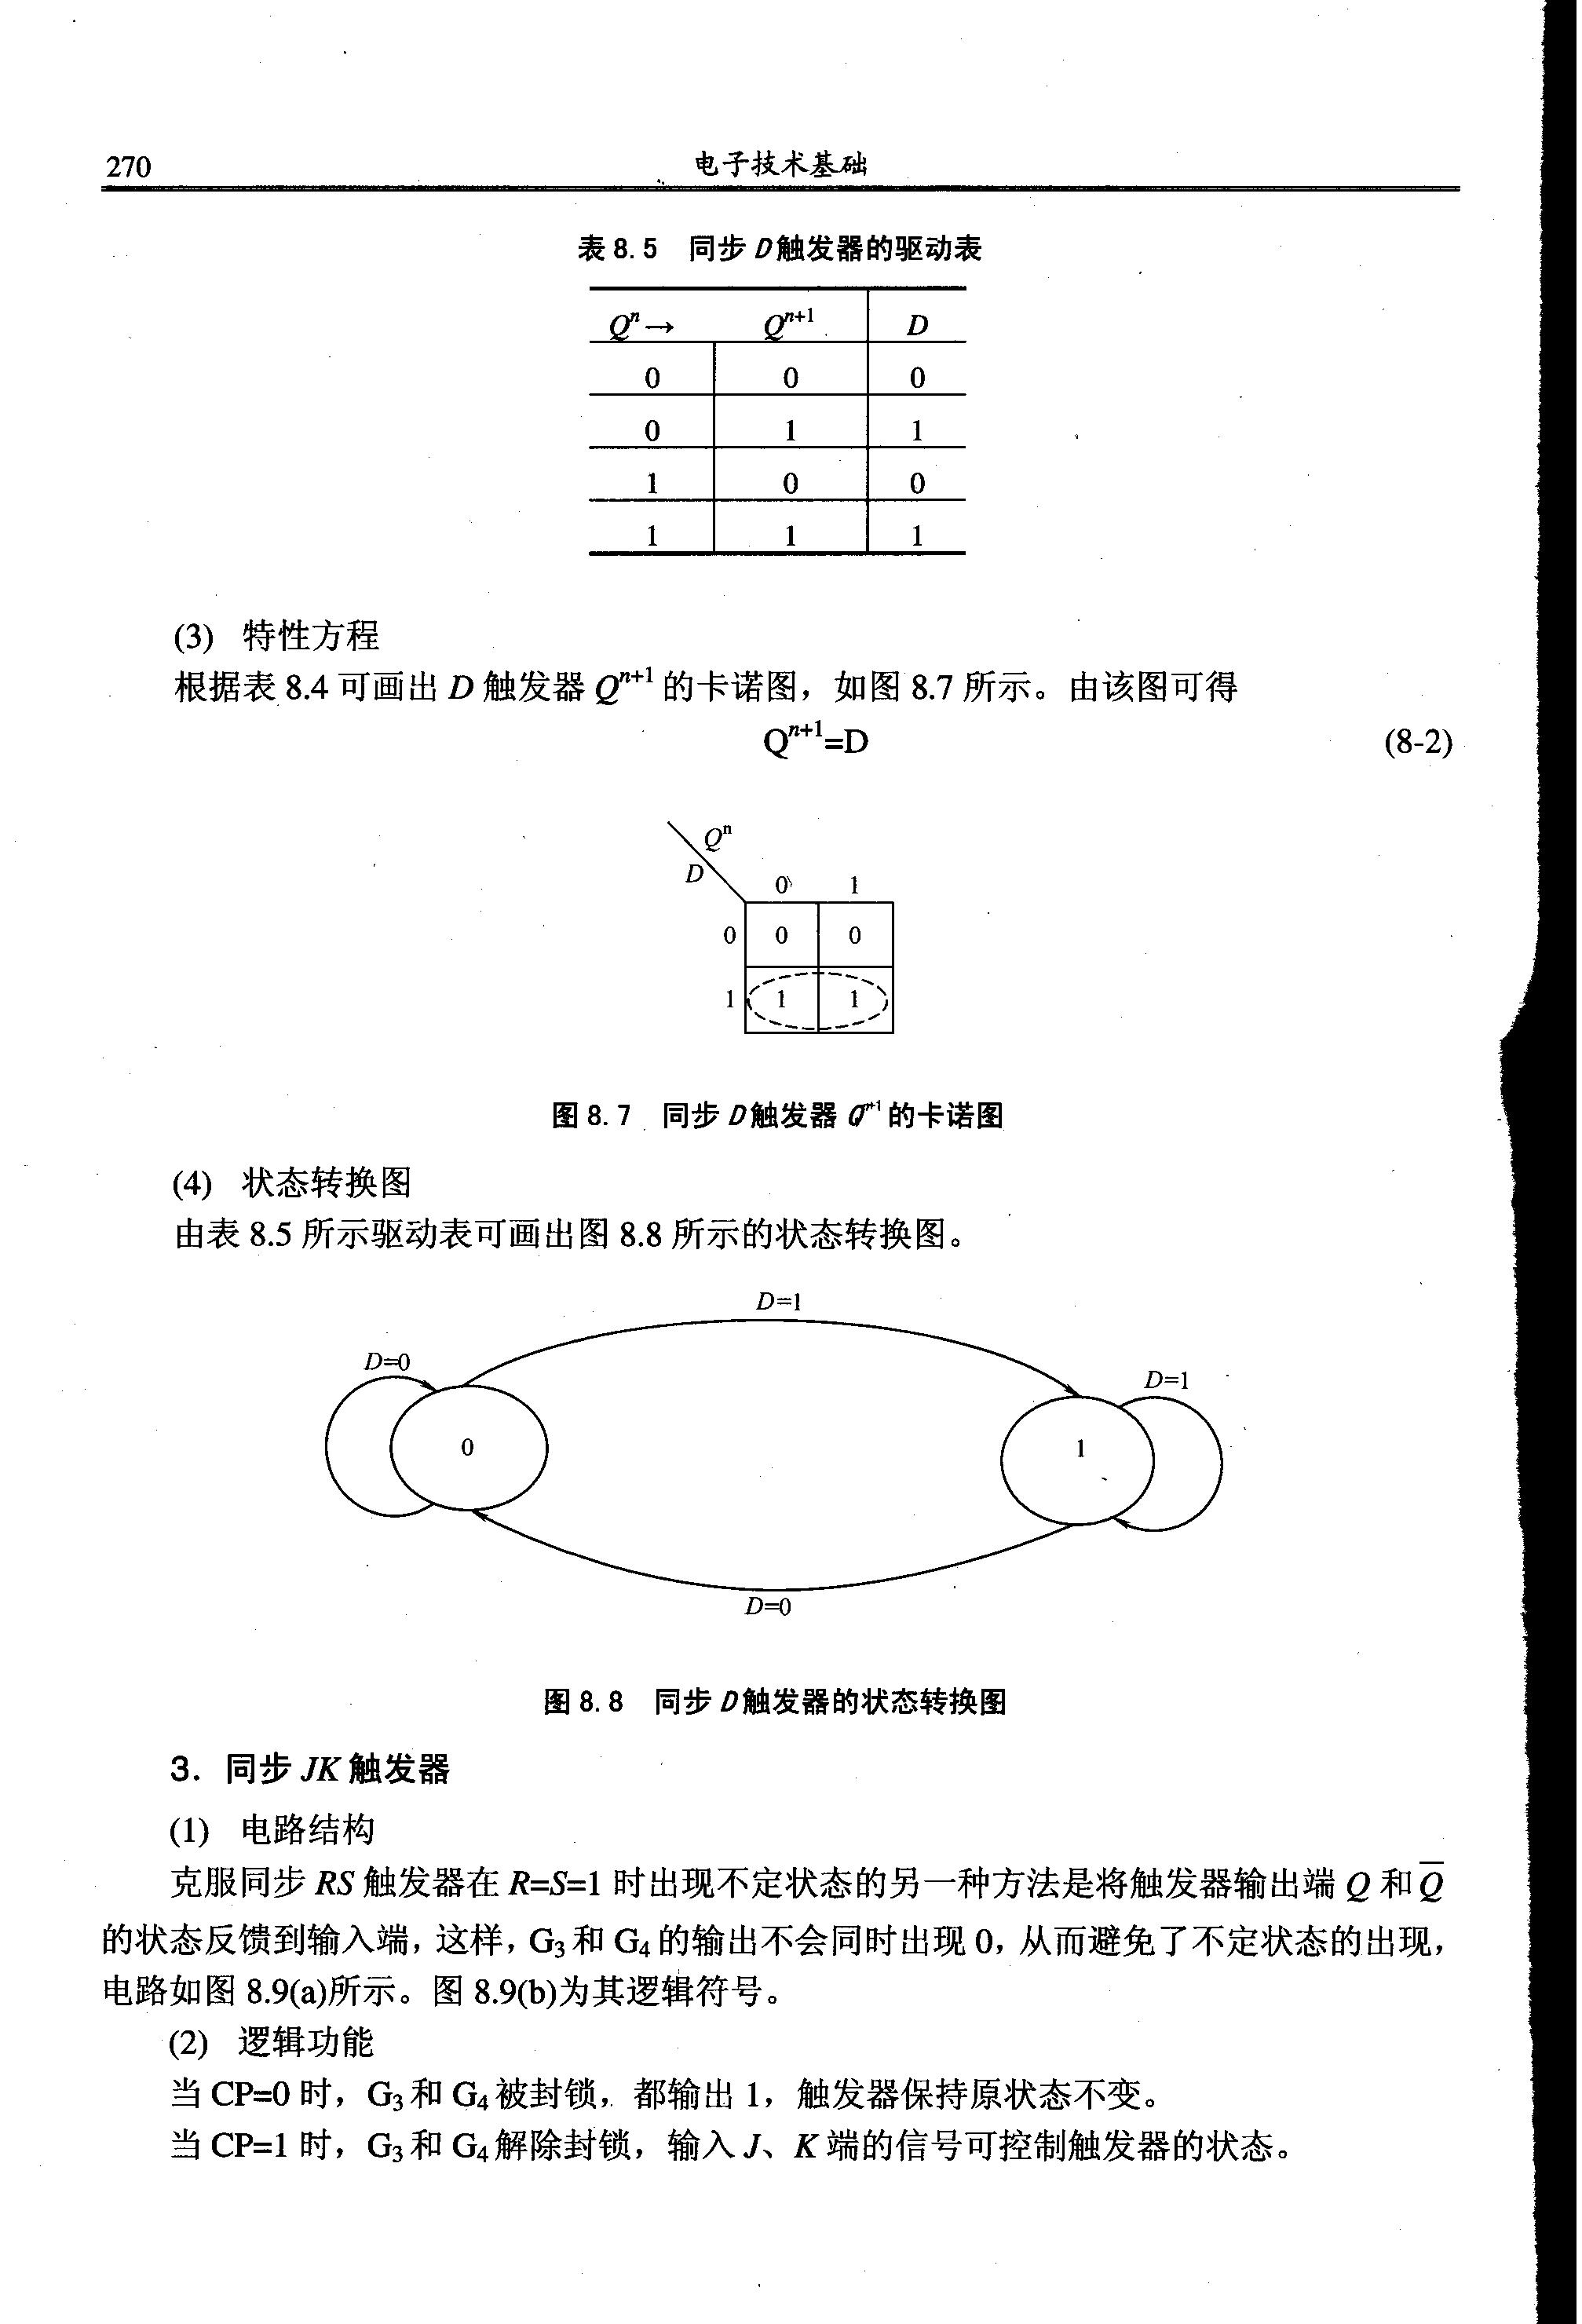 270
电子技术基础
表 8.5 同步 D 触发器的驱动表
Qⁿ→ Qⁿ⁺¹ D
0 0 0
0 1 1
1 0 0
1 1 1
(3) 特性方程
根据表 8.4 可画出 D 触发器 Qⁿ⁺¹ 的卡诺图，如图 8.7 所示。由该图可得
Qⁿ⁺¹=D (8-2)
Qⁿ
D
0 1
0 0 0
1 1 1
图 8.7 同步 D 触发器 Qⁿ⁺¹ 的卡诺图
(4) 状态转换图
由表 8.5 所示驱动表可画出图 8.8 所示的状态转换图。
D=1
D=0
D=1
0 1
D=0
图 8.8 同步 D 触发器的状态转换图
3. 同步 JK 触发器
(1) 电路结构
克服同步 RS 触发器在 R=S=1 时出现不定状态的另一种方法是将触发器输出端 Q 和 Q̅
的状态反馈到输入端，这样，G₃ 和 G₄ 的输出不会同时出现 0，从而避免了不定状态的出现，
电路如图 8.9(a)所示。图 8.9(b)为其逻辑符号。
(2) 逻辑功能
当 CP=0 时，G₃ 和 G₄ 被封锁，都输出 1，触发器保持原状态不变。
当 CP=1 时，G₃ 和 G₄ 解除封锁，输入 J、K 端的信号可控制触发器的状态。